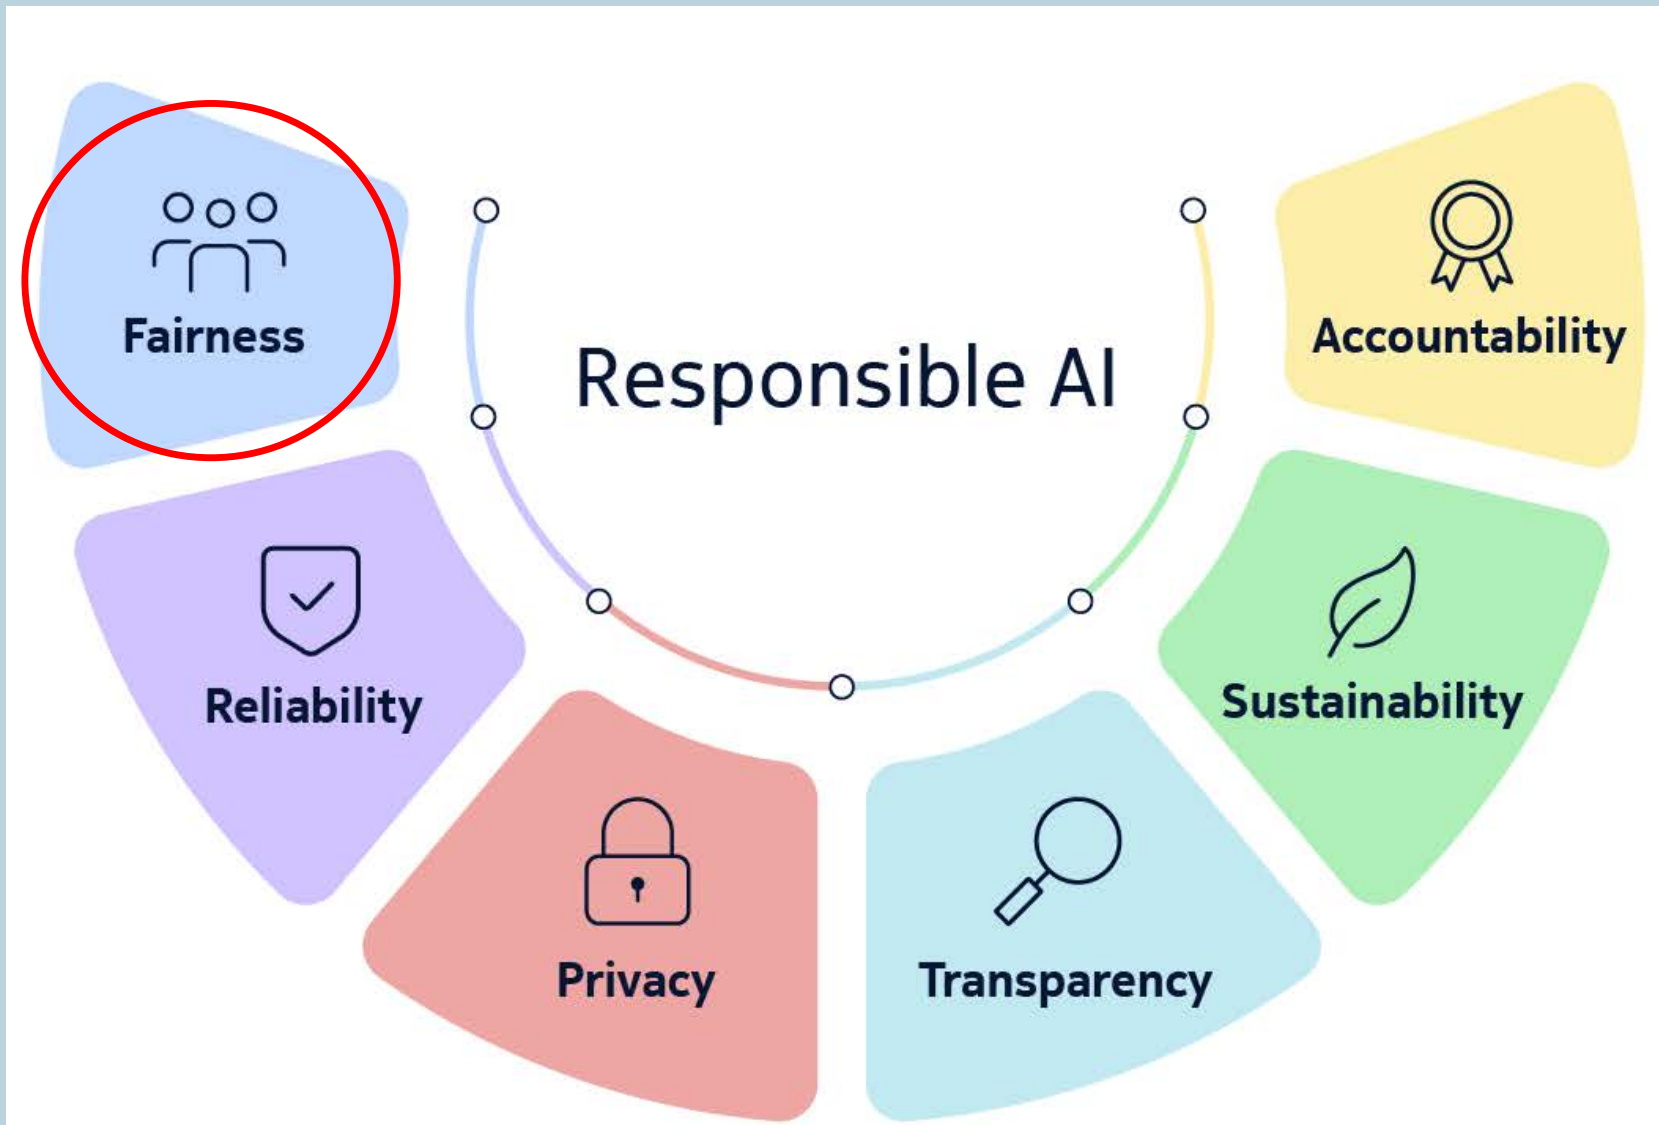 Fairness
Responsible AI
Accountability
Reliability
Sustainability
Privacy
Transparency